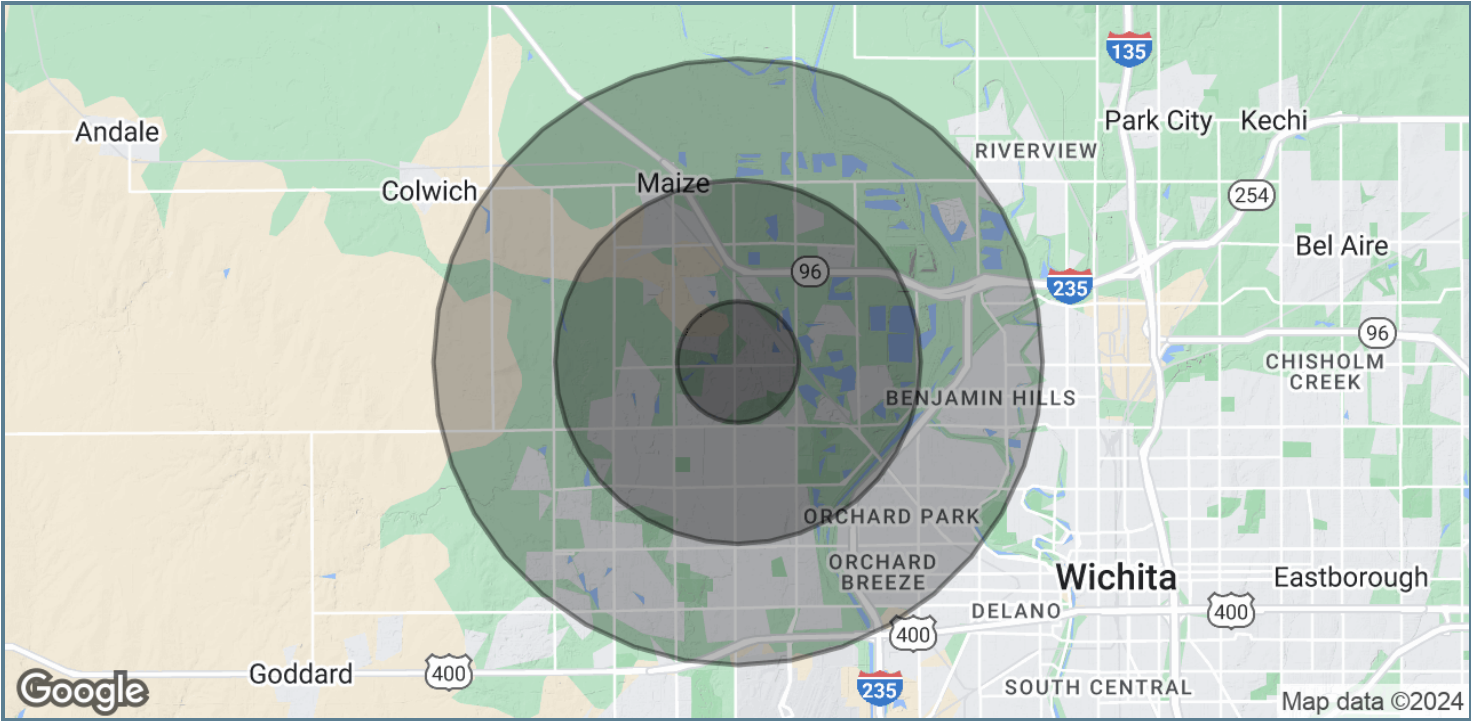 135
Andale
Park City
Kechi
RIVERVIEW
Colwich
Maize
254
Bel Aire
96
235
96
CHISHOLM
CREEK
BENJAMIN HILLS
ORCHARD PARK
ORCHARD
BREEZE
Wichita
Eastborough
DELANO
400
400
Goddard
400
235
SOUTH CENTRAL
Google
Map data ©2024